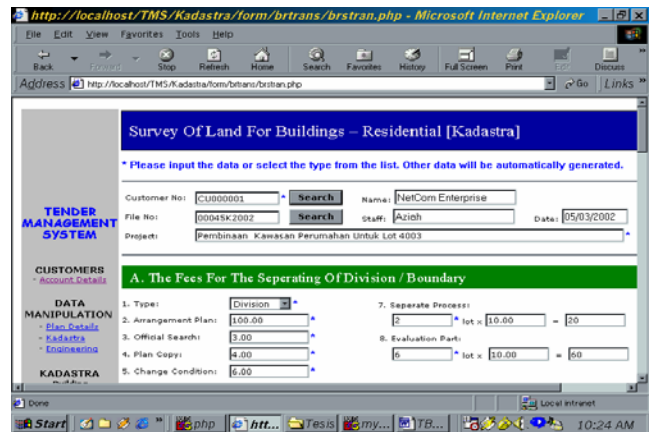 http://localhost/TMS/Kadastra/form/brtrans/brstran.php - Microsoft Internet Explorer
File Edit View Favorites Tools Help
Back Forward Stop Refresh Home Search Favorites History Full Screen Print Edit Discuss
Address http://localhost/TMS/Kadastra/form/brtrans/brstran.php Go Links
Survey Of Land For Buildings – Residential [Kadastra]
* Please input the data or select the type from the list. Other data will be automatically generated.
Customer No: CU000001 * Search Name: NetCom Enterprise
File No: 00045K2002 Search Staff: Aziah Date: 05/03/2002
Project: Pembinaan Kawasan Perumahan Untuk Lot 4003 *
TENDER
MANAGEMENT
SYSTEM
CUSTOMERS
- Account Details
DATA
MANIPULATION
- Plan Details
- Kadastra
- Engineering
KADASTRA
A. The Fees For The Seperating Of Division / Boundary
1. Type: Division *
2. Arrangement Plan: 100.00 *
3. Official Search: 3.00 *
4. Plan Copy: 4.00 *
5. Change Condition: 6.00 *
7. Seperate Process:
2 * lot x 10.00 = 20
8. Evaluation Part:
6 * lot x 10.00 = 60
Done Local intranet
Start php htt... Tesis my... TB... 10:24 AM